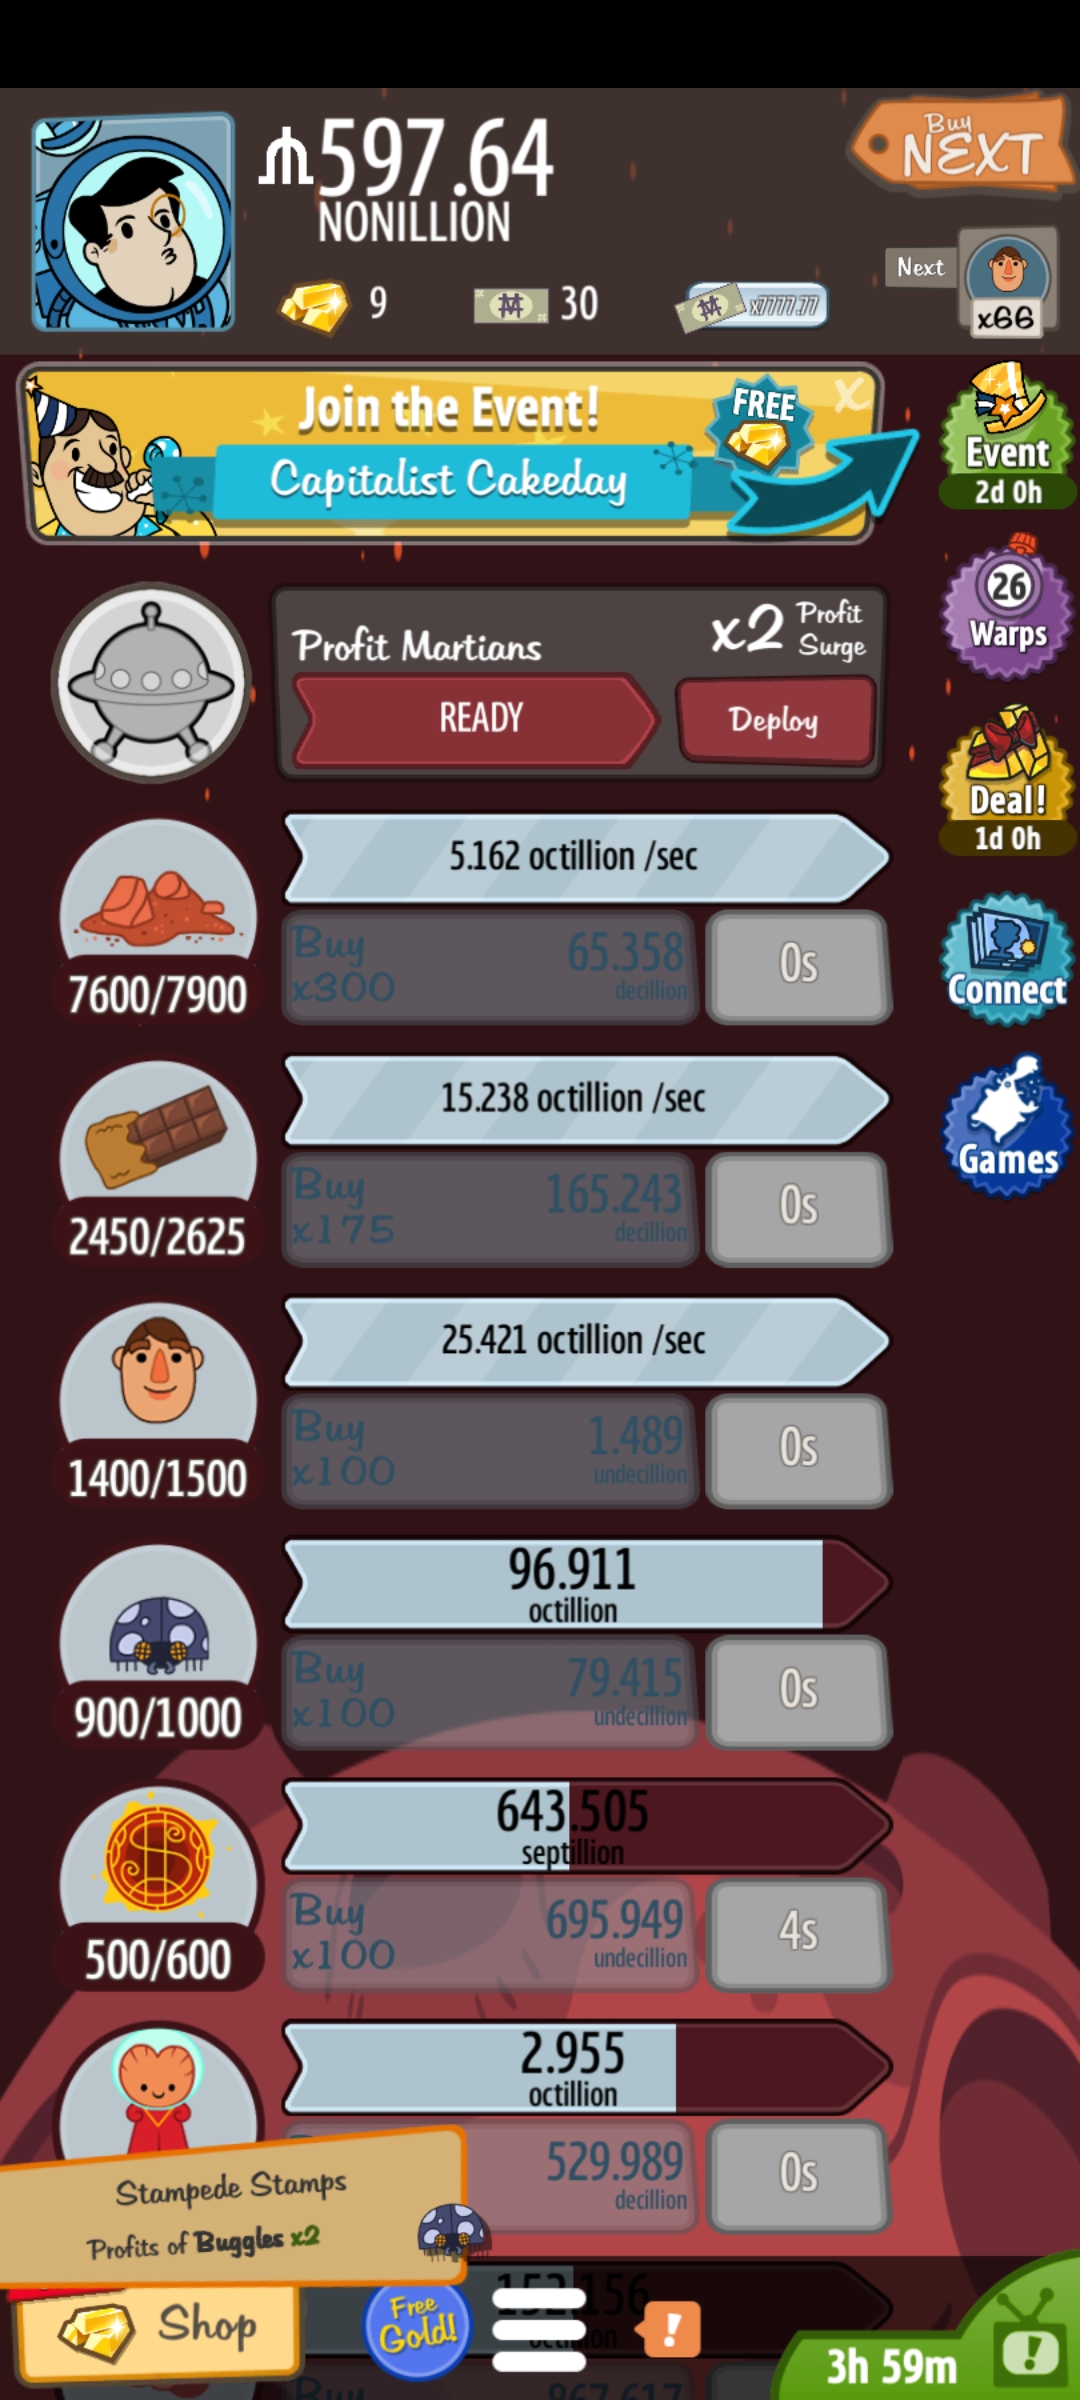 ₥597.64
NONILLION
Buy
NEXT
9
30
x7777.77
Next
x66
Join the Event!
Capitalist Cakeday
FREE
x
Event
2d 0h
26
Warps
Deal!
1d 0h
Connect
Games
Profit Martians
x2 Profit
Surge
READY
Deploy
5.162 octillion /sec
7600/7900
Buy
x300
65.358
decillion
0s
15.238 octillion /sec
2450/2625
Buy
x175
165.243
decillion
0s
25.421 octillion /sec
1400/1500
Buy
x100
1.489
undecillion
0s
96.911
octillion
900/1000
Buy
x100
79.415
undecillion
0s
643.505
septillion
500/600
Buy
x100
695.949
undecillion
4s
2.955
octillion
529.989
decillion
0s
Stampede Stamps
Profits of Buggles x2
Shop
Free
Gold!
!
3h 59m
!
Buy